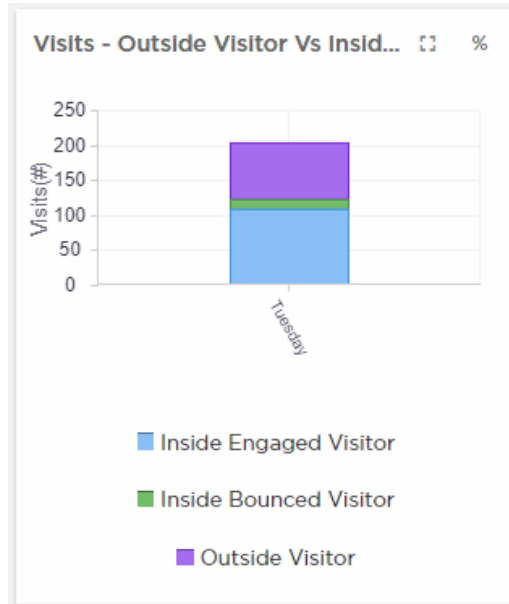 Visits - Outside Visitor Vs Insid... %
250
200
150
100
50
0
Visits(#)
Tuesday
Inside Engaged Visitor
Inside Bounced Visitor
Outside Visitor